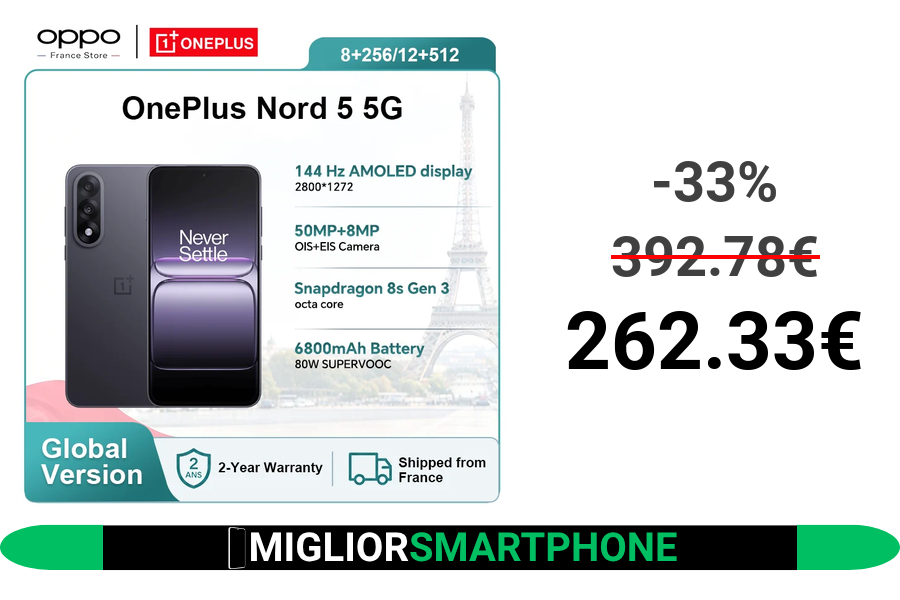 oppo
France Store
1+ ONEPLUS
8+256/12+512
OnePlus Nord 5 5G
144 Hz AMOLED display
2800*1272
50MP+8MP
OIS+EIS Camera
Snapdragon 8s Gen 3
octa core
6800mAh Battery
80W SUPERVOOC
Never
Settle
1+
Global
Version
2
ANS
2-Year Warranty
Shipped from
France
-33%
392.78€
262.33€
MIGLIORSMARTPHONE